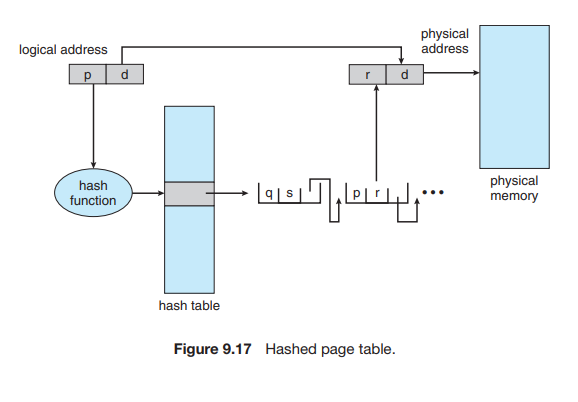 logical address
p d
physical
address
r d
hash
function
q s
p r
•••
physical
memory
hash table
Figure 9.17 Hashed page table.